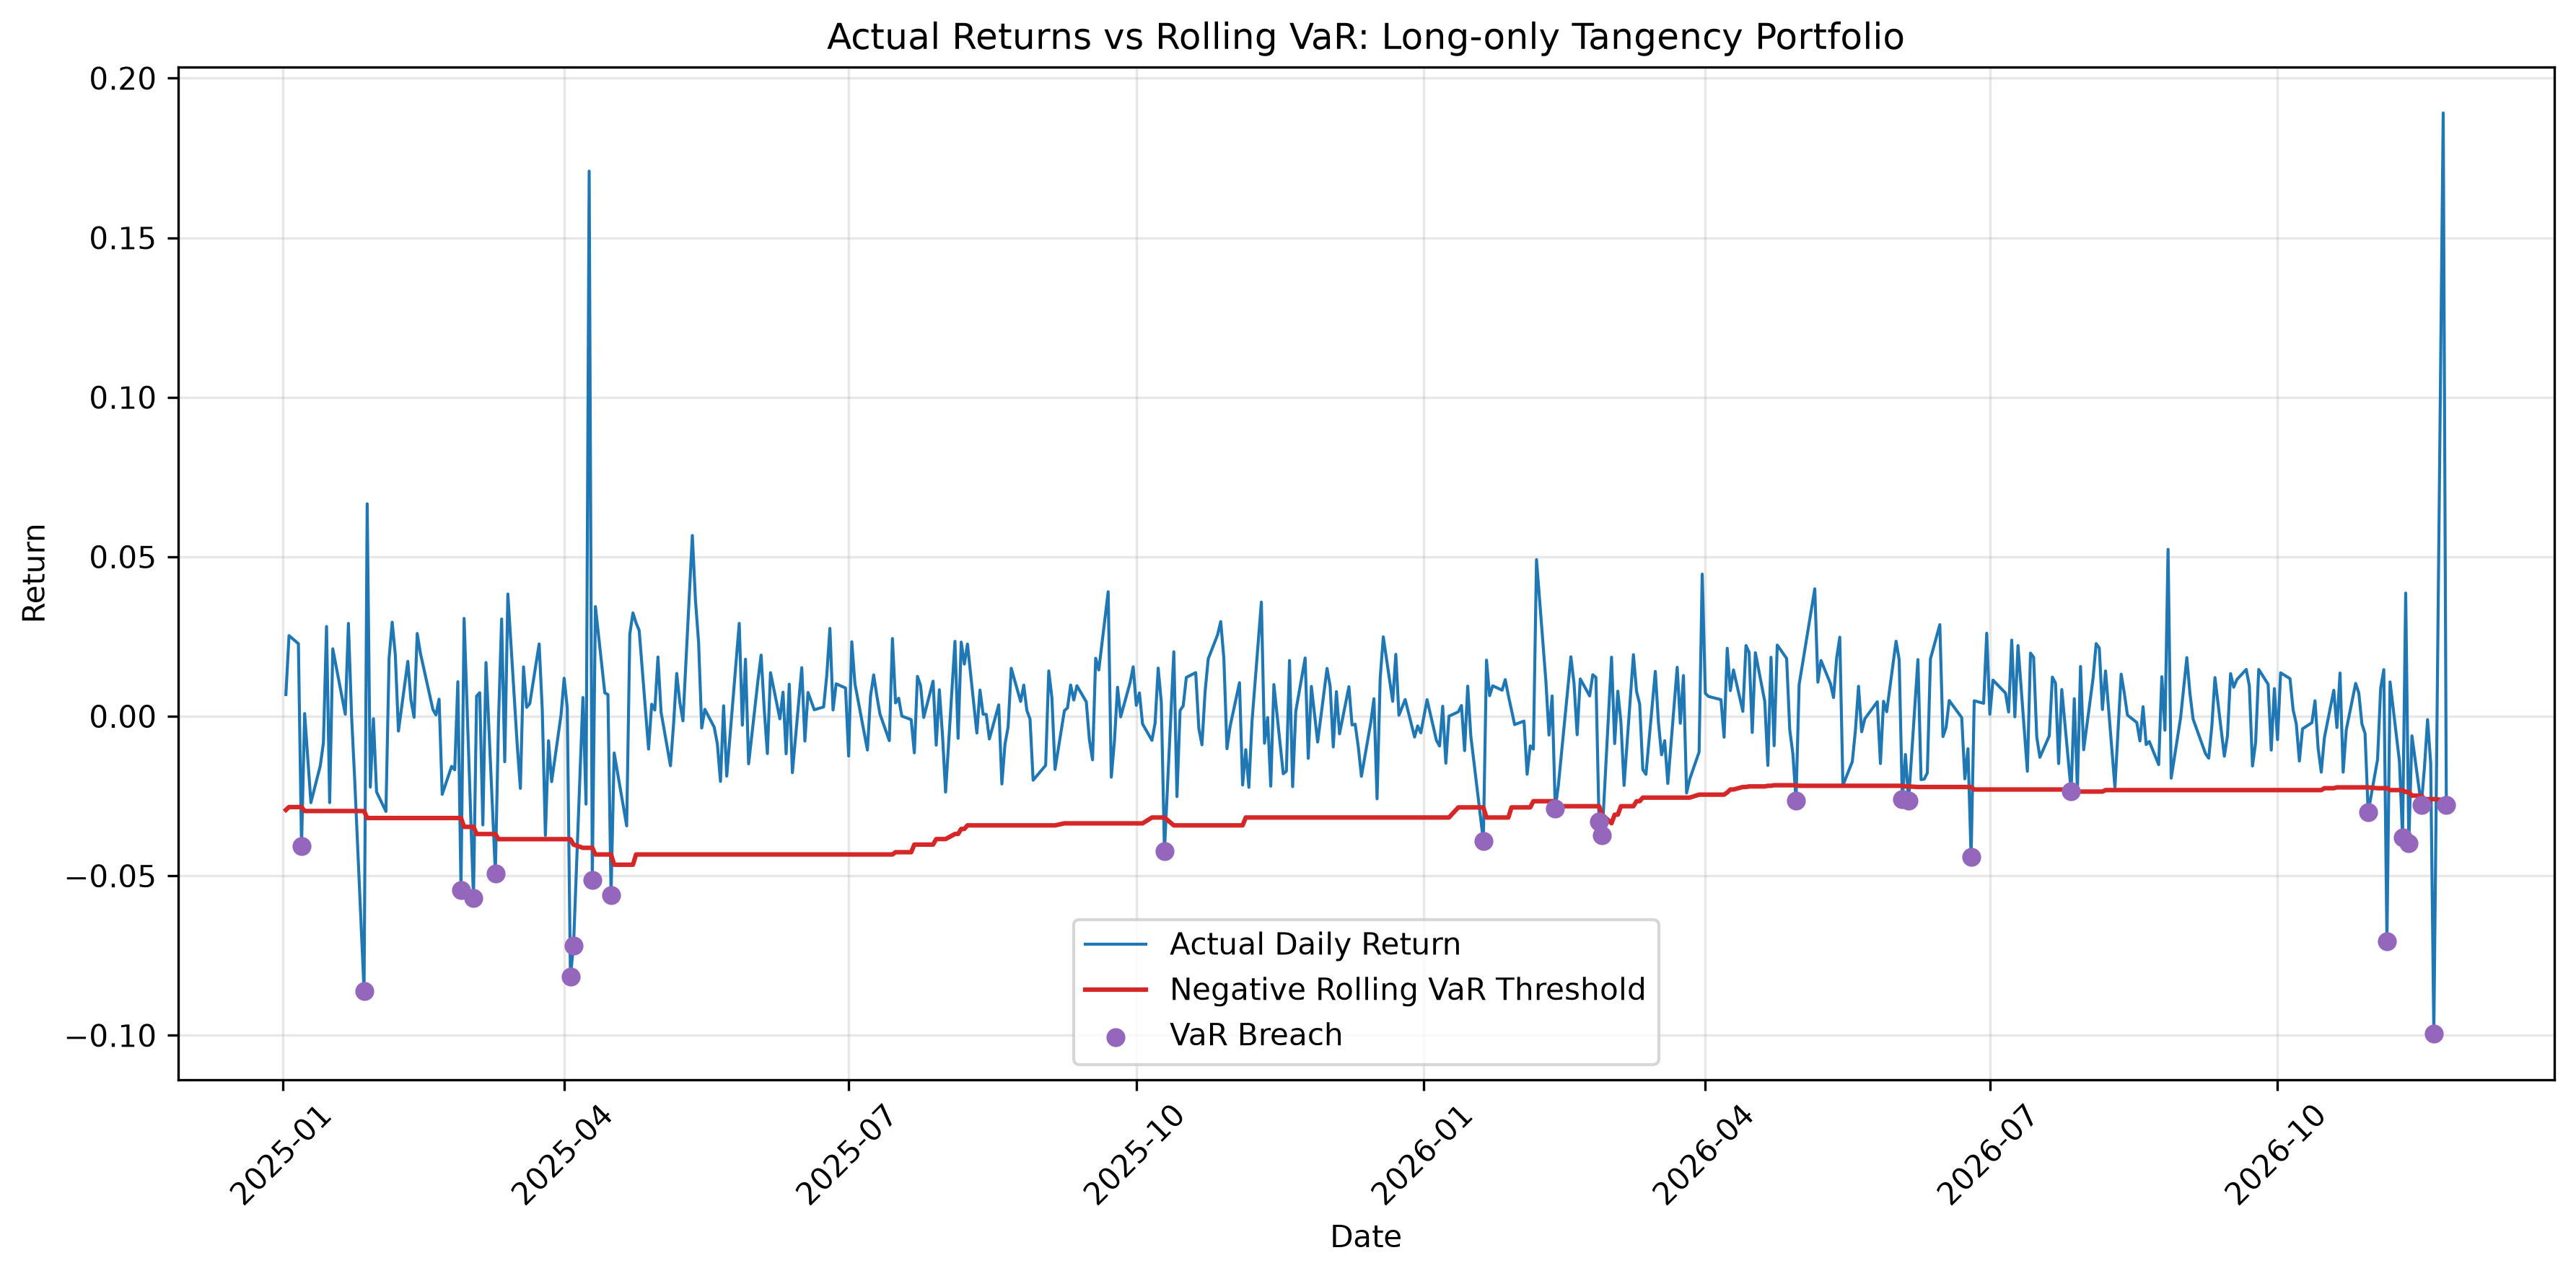 Actual Returns vs Rolling VaR: Long-only Tangency Portfolio
0.20
0.15
0.10
0.05
0.00
−0.05
−0.10
Return
Actual Daily Return
Negative Rolling VaR Threshold
VaR Breach
2025-01
2025-04
2025-07
2025-10
2026-01
2026-04
2026-07
2026-10
Date